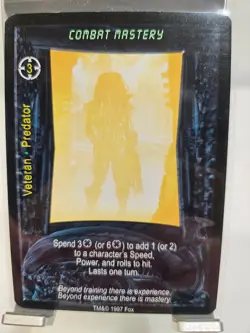 COMBAT MASTERY
3
Veteran · Predator
Spend 3 (or 6) to add 1 (or 2)
to a character's Speed,
Power, and rolls to hit.
Lasts one turn.
Beyond training there is experience.
Beyond experience there is mastery.
TM&© 1997 Fox